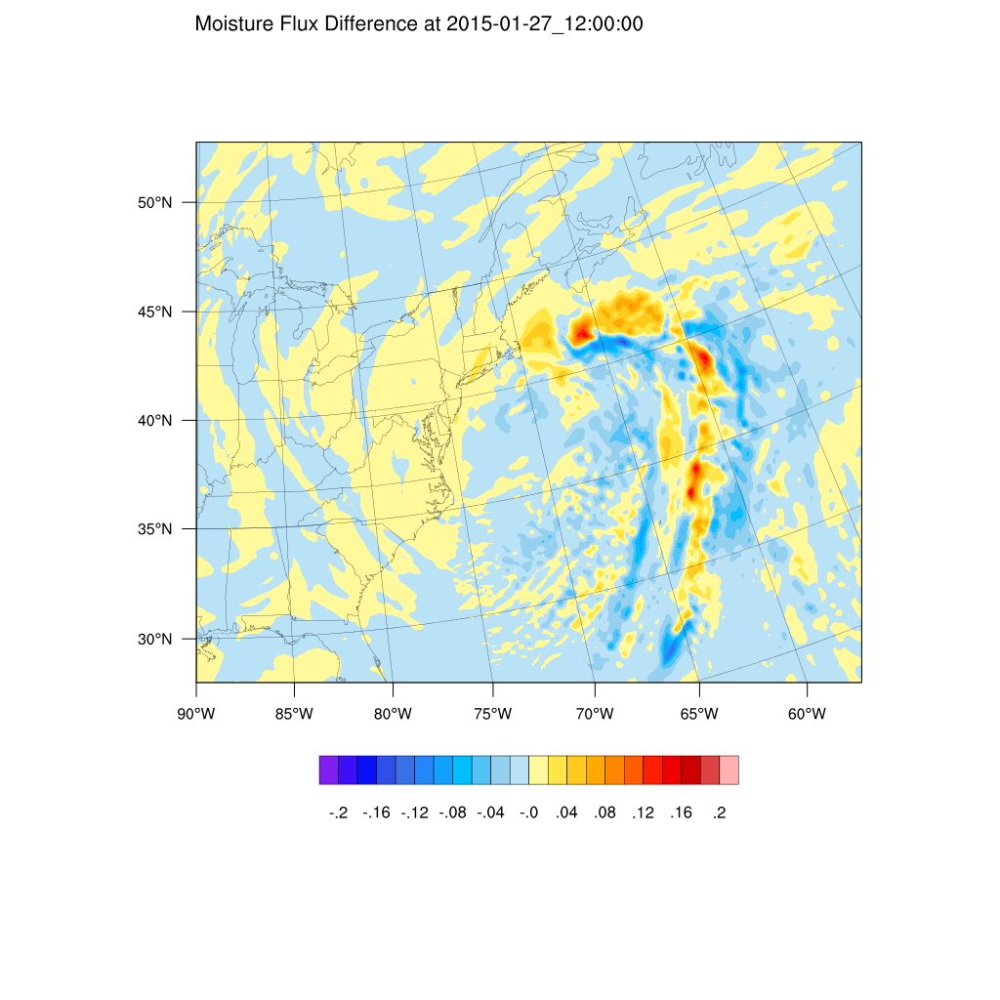 Moisture Flux Difference at 2015-01-27_12:00:00
50°N
45°N
40°N
35°N
30°N
90°W 85°W 80°W 75°W 70°W 65°W 60°W
-.2 -.16 -.12 -.08 -.04 -.0 .04 .08 .12 .16 .2